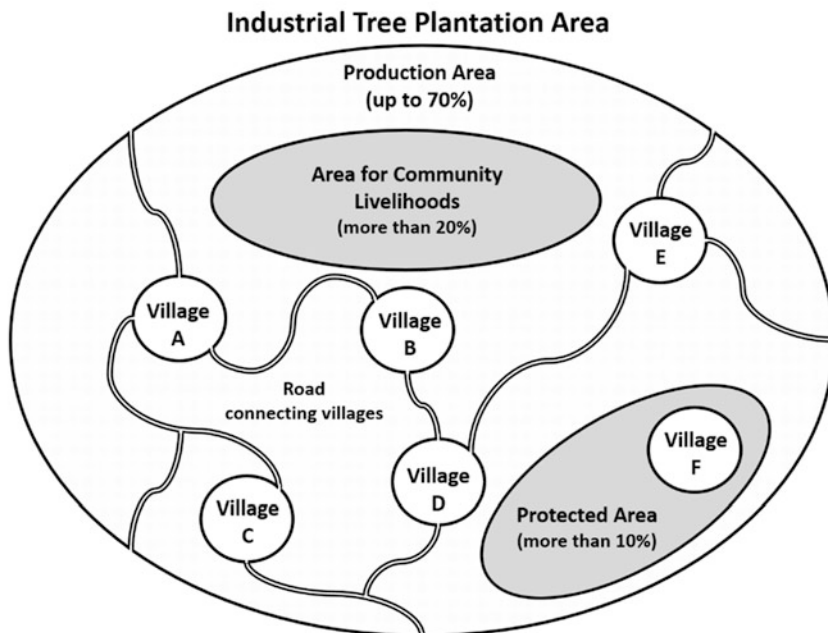 Industrial Tree Plantation Area
Production Area
(up to 70%)
Area for Community
Livelihoods
(more than 20%)
Village
E
Village
A
Village
B
Road
connecting villages
Village
F
Village
D
Village
C
Protected Area
(more than 10%)